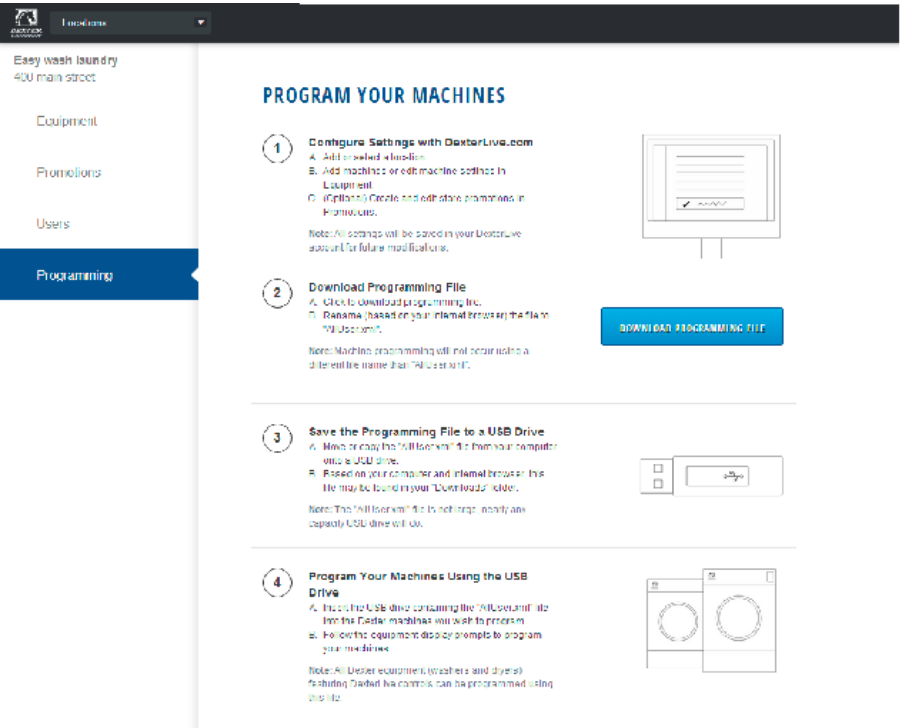 DEXTER
Locations
Easy wash laundry
400 main street
Equipment
Promotions
Users
Programming
PROGRAM YOUR MACHINES
1
Configure Settings with DexterLive.com
A. Add or select a location
B. Add machines or edit machine settings in
Equipment.
C. (Optional) Create and edit store promotions in
Promotions.
Note: All settings will be saved in your DexterLive
account for future modifications.
2
Download Programming File
A. Click to download programming file.
B. Rename (based on your internet browser) the file to
"AllUser.xml".
Note: Machine programming will not occur using a
different file name than "AllUser.xml".
DOWNLOAD PROGRAMMING FILE
3
Save the Programming File to a USB Drive
A. Move or copy the "AllUser.xml" file from your computer
onto a USB drive.
B. Based on your computer and internet browser, this
file may be found in your "Downloads" folder.
Note: The "AllUser.xml" file is not large, nearly any
capacity USB drive will do.
4
Program Your Machines Using the USB
Drive
A. Insert the USB drive containing the "AllUser.xml" file
into the Dexter machines you wish to program
B. Follow the equipment display prompts to program
your machines
Note: All Dexter equipment (washers and dryers)
featuring DexterLive controls can be programmed using
this file.